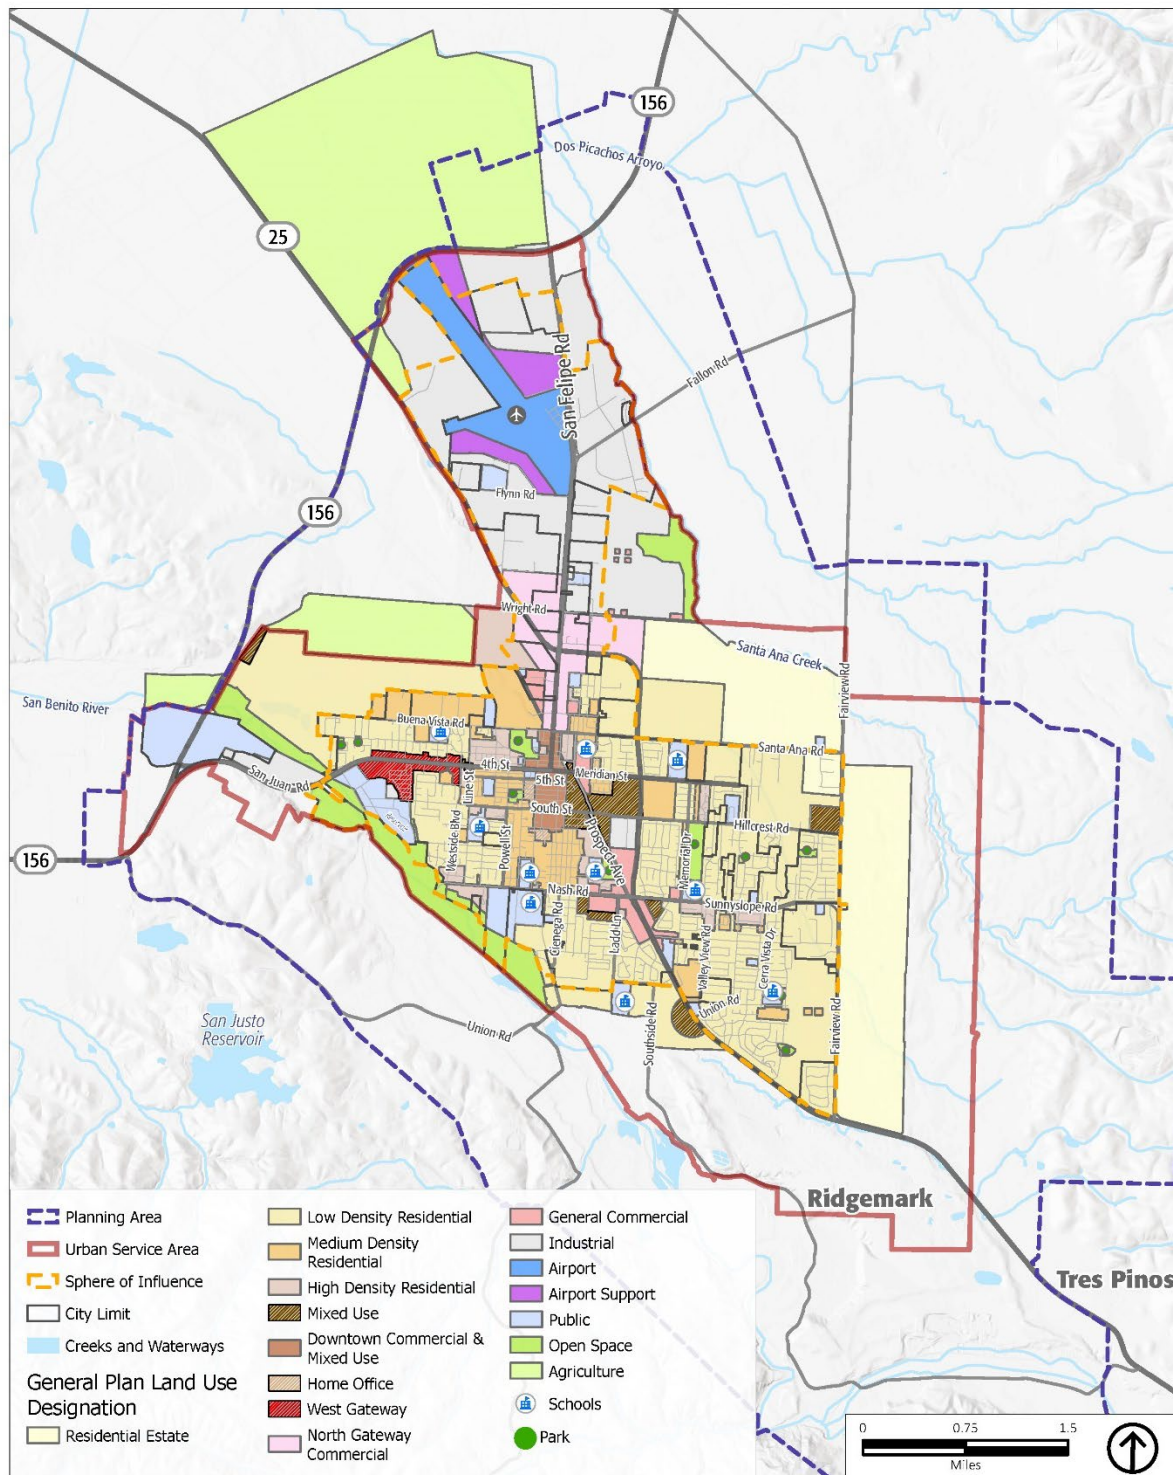 156
Dos Picachos Arroyo
25
San Felipe Rd
Fallon Rd
156
Flynn Rd
Wright Rd
Santa Ana Creek
Fairview Rd
San Benito River
Buena Vista Rd
Santa Ana Rd
4th St
Meridian St
5th St
San Juan Rd
Line St
South St
Hillcrest Rd
Prospect Ave
Westside Blvd
Powell St
Memorial Dr
156
Nash Rd
Sunnyslope Rd
Cienega Rd
Ladd Ln
Valley View Rd
Cerra Vista Dr
Union Rd
San Justo
Reservoir
Union Rd
Southside Rd
Fairview Rd
Ridgemark
Tres Pinos
Planning Area
Urban Service Area
Sphere of Influence
City Limit
Creeks and Waterways
General Plan Land Use
Designation
Residential Estate
Low Density Residential
Medium Density
Residential
High Density Residential
Mixed Use
Downtown Commercial &
Mixed Use
Home Office
West Gateway
North Gateway
Commercial
General Commercial
Industrial
Airport
Airport Support
Public
Open Space
Agriculture
Schools
Park
0 0.75 1.5
Miles